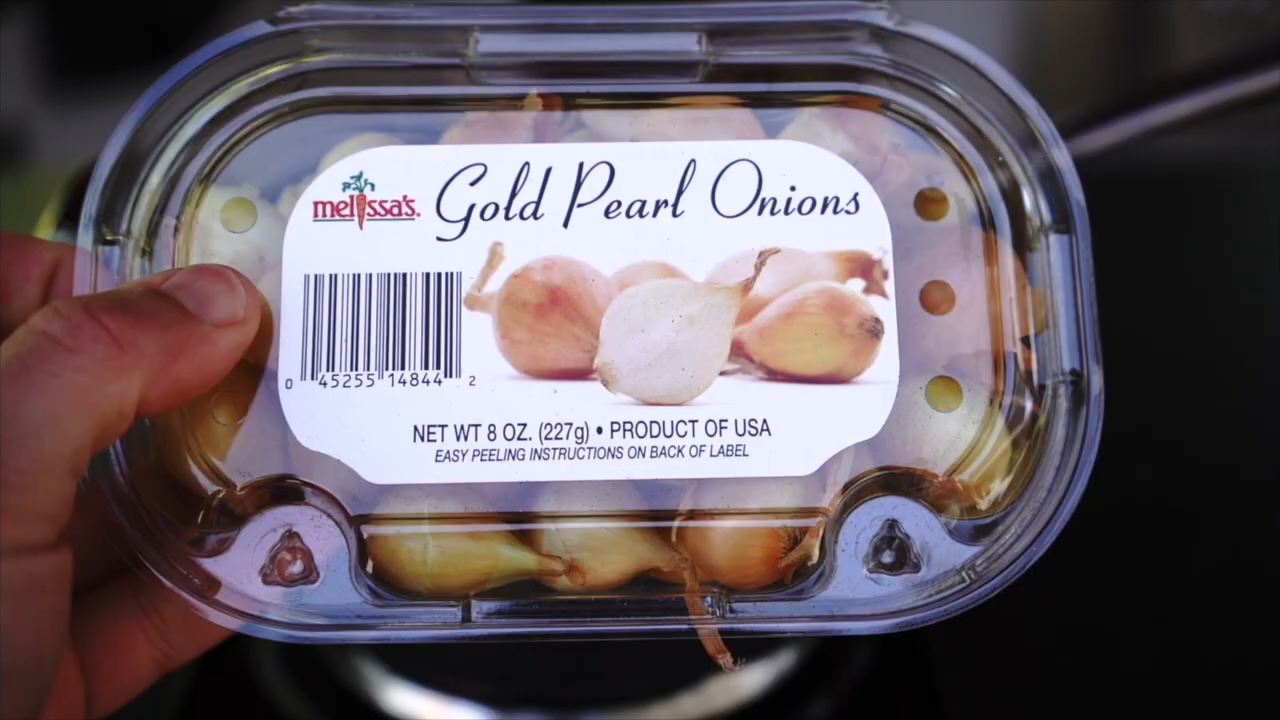 melissa's.
Gold Pearl Onions
0 45255 14844 2
NET WT 8 OZ. (227g) • PRODUCT OF USA
EASY PEELING INSTRUCTIONS ON BACK OF LABEL